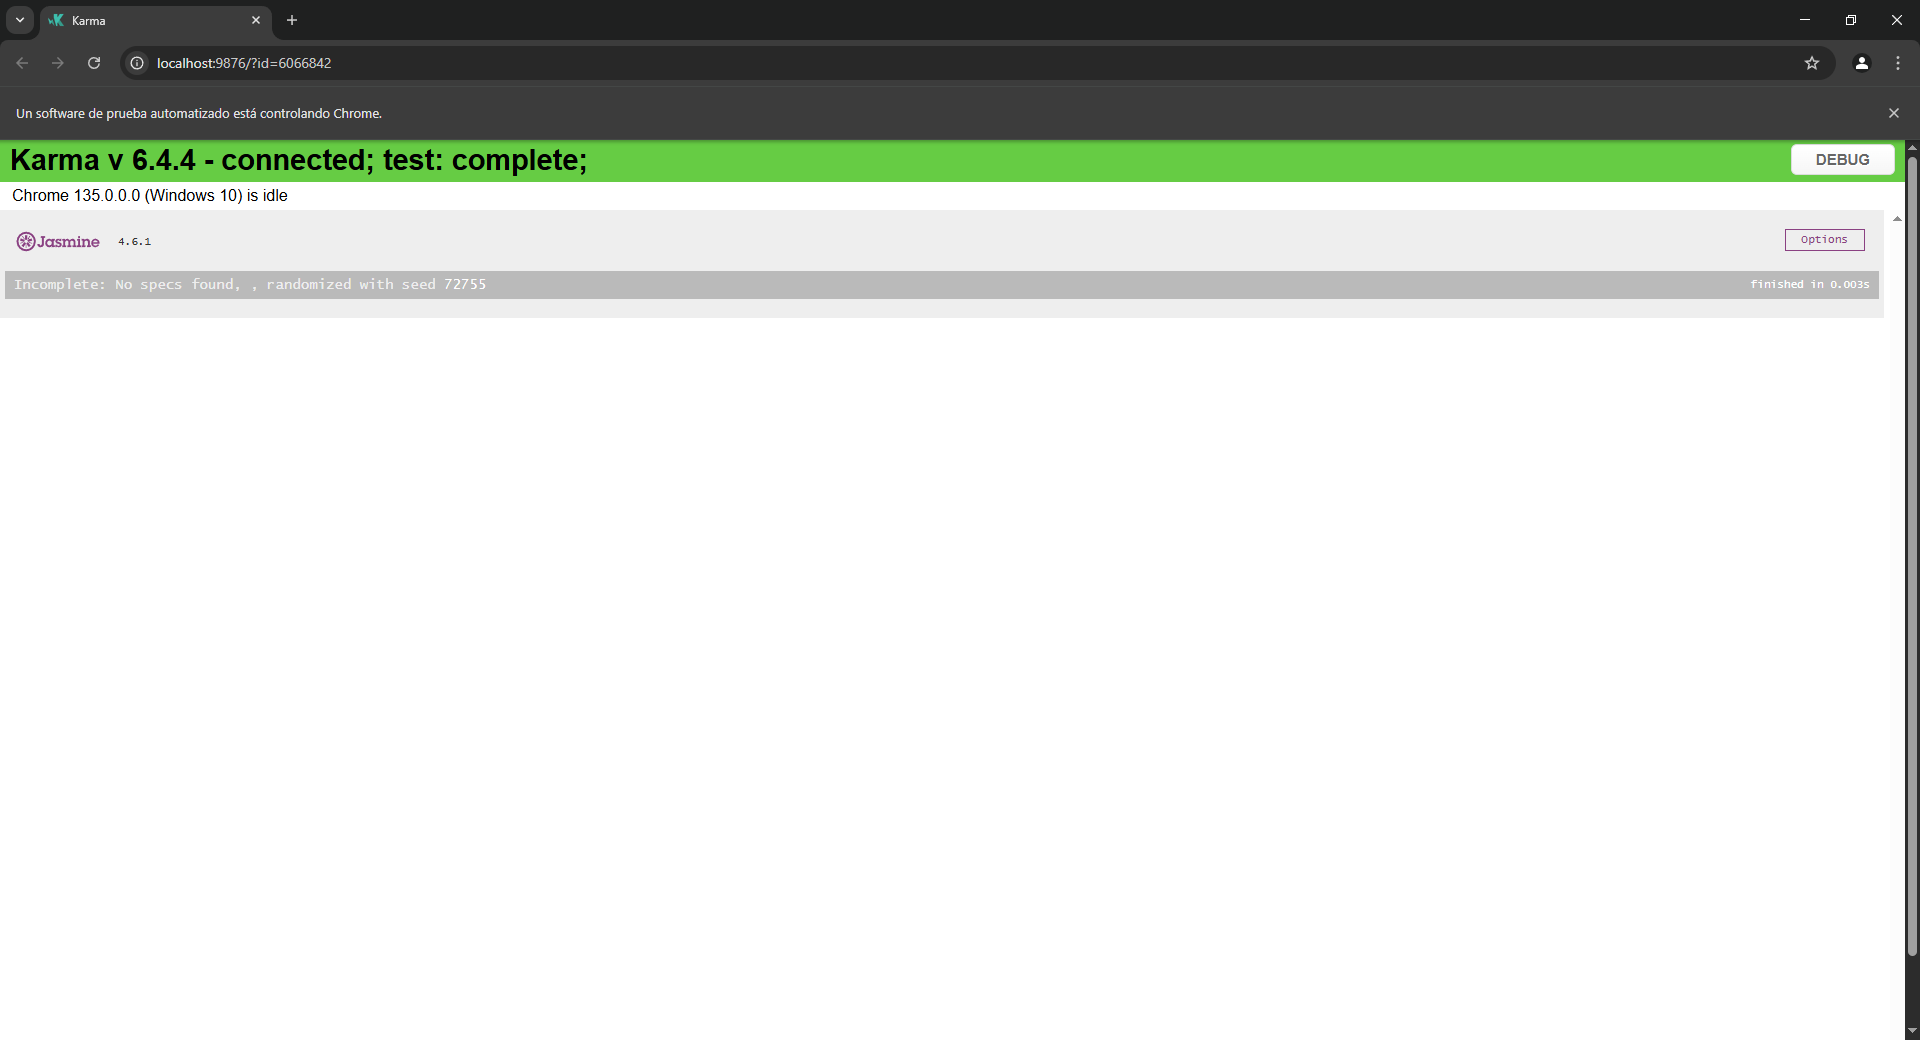 Karma
localhost:9876/?id=6066842
Un software de prueba automatizado está controlando Chrome.
Karma v 6.4.4 - connected; test: complete;
DEBUG
Chrome 135.0.0.0 (Windows 10) is idle
Jasmine 4.6.1
Options
Incomplete: No specs found, , randomized with seed 72755
finished in 0.003s